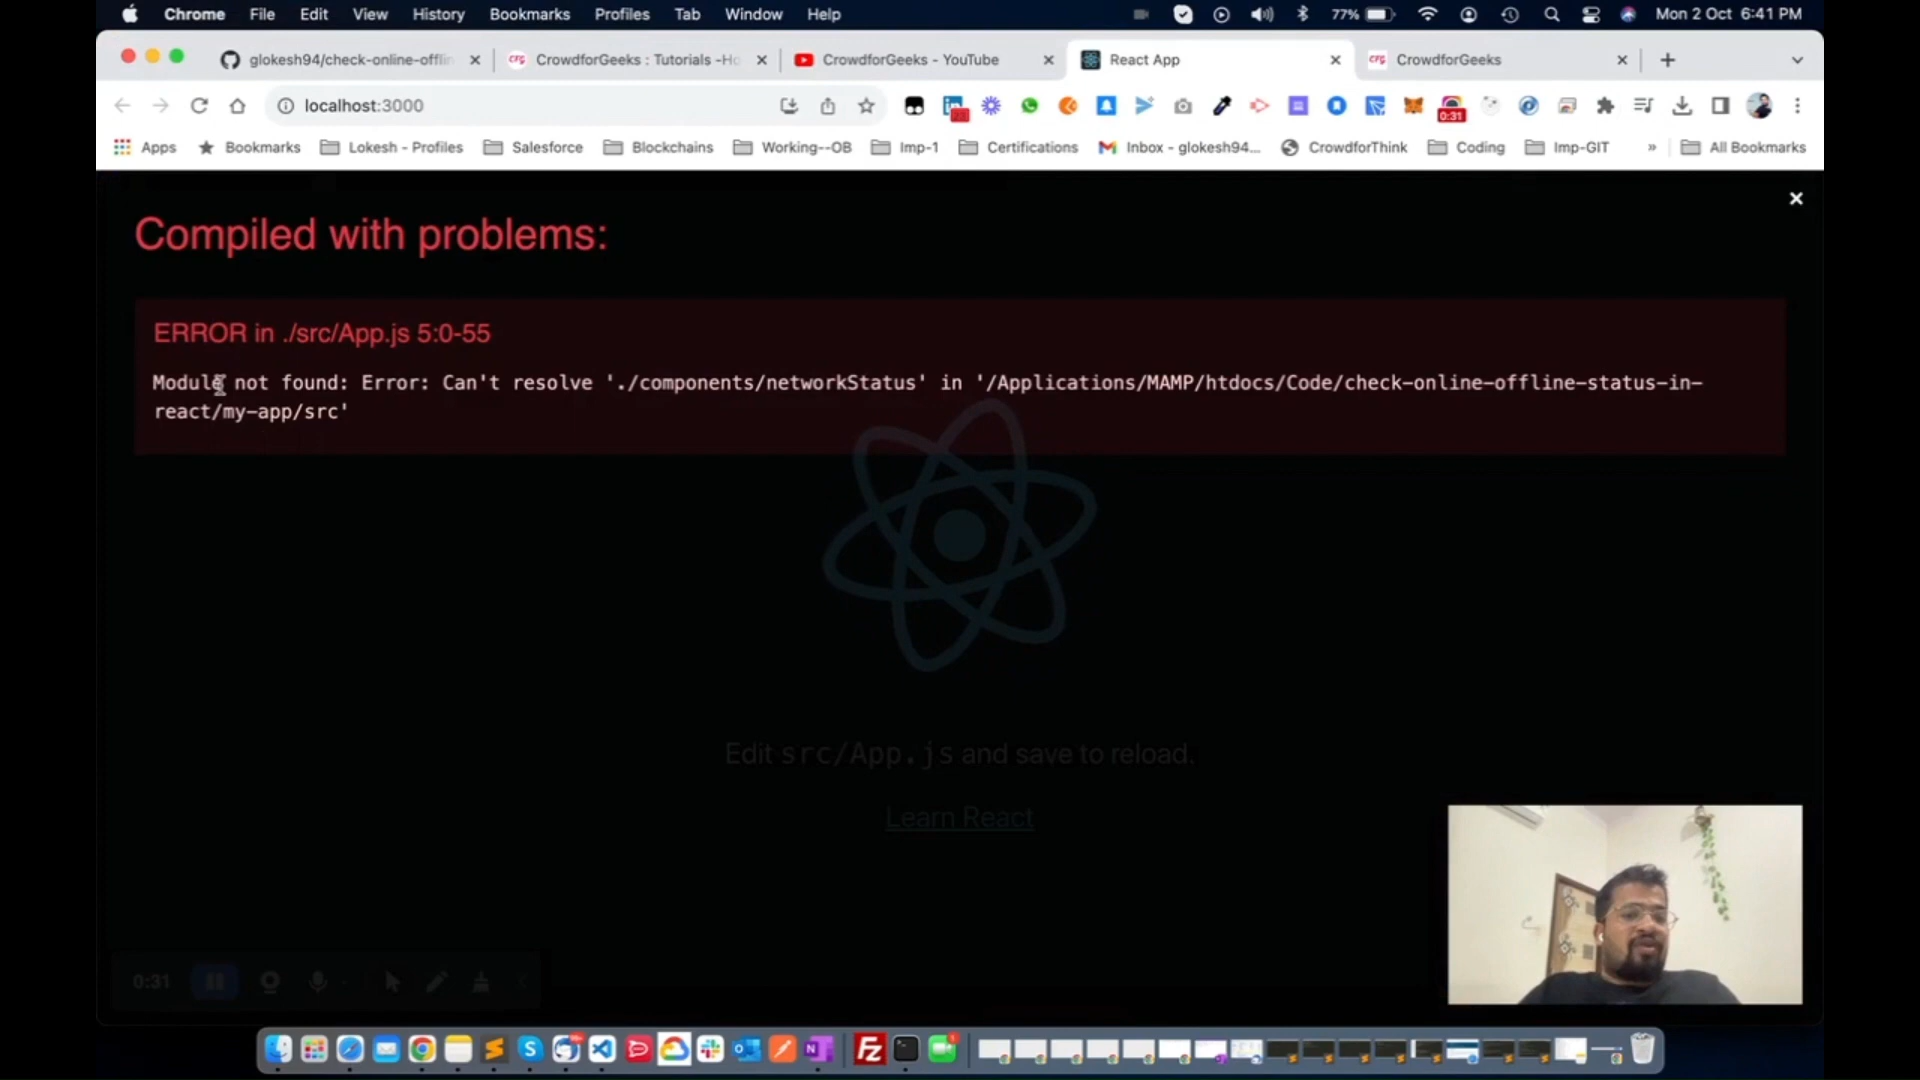 Chrome File Edit View History Bookmarks Profiles Tab Window Help 77% Mon 2 Oct 6:41 PM
glokesh94/check-online-offlin CrowdforGeeks : Tutorials -Ho CrowdforGeeks - YouTube React App CrowdforGeeks
localhost:3000 0:31
Apps Bookmarks Lokesh - Profiles Salesforce Blockchains Working--OB Imp-1 Certifications Inbox - glokesh94... CrowdforThink Coding Imp-GIT » All Bookmarks
Compiled with problems:
ERROR in ./src/App.js 5:0-55
Module not found: Error: Can't resolve './components/networkStatus' in '/Applications/MAMP/htdocs/Code/check-online-offline-status-in-
react/my-app/src'
Edit src/App.js and save to reload.
Learn React
0:31